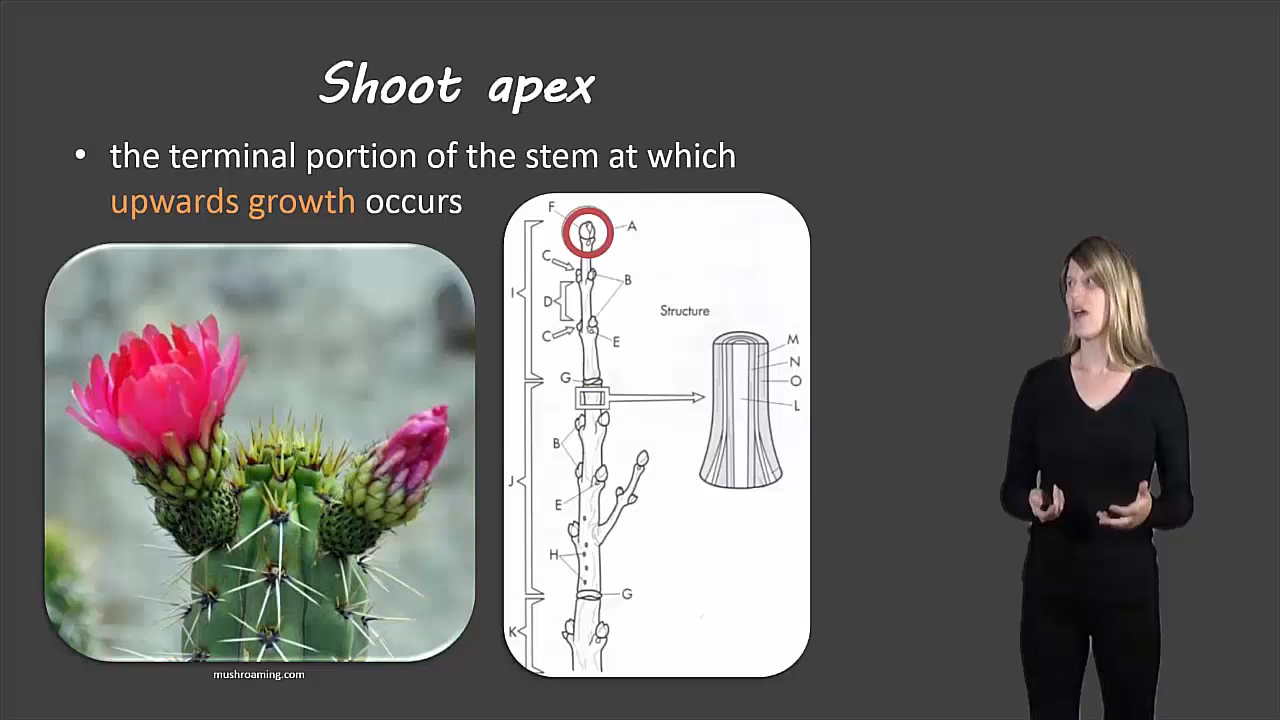 Shoot apex
• the terminal portion of the stem at which
upwards growth occurs
F
A
C
B
I
D
C
E
Structure
G
M
N
O
L
B
J
E
H
G
K
mushroaming.com